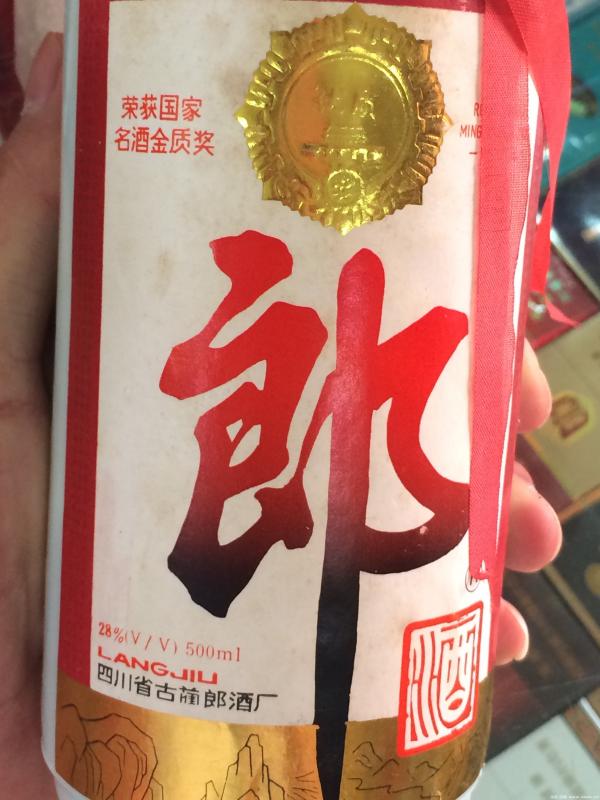 荣获国家
名酒金质奖
MING
郎
酒
28%(V/V) 500ml
LANGJIU
四川省古蔺郎酒厂